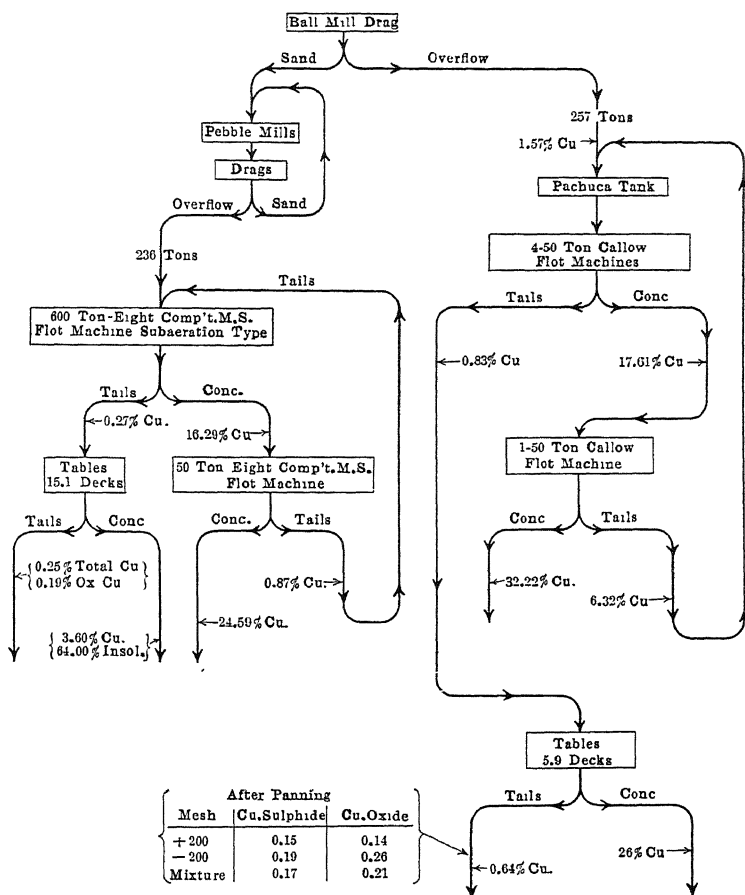 Ball Mill Drag
Sand
Overflow
257 Tons
1.57% Cu
Pebble Mills
Drags
Overflow
Sand
236 Tons
Pachuca Tank
4-50 Ton Callow
Flot Machines
Tails
Tails
Conc
600 Ton-Eight Comp't.M.S.
Flot Machine Subaeration Type
0.83% Cu
17.61% Cu
Tails
Conc.
0.27% Cu.
16.29% Cu
1-50 Ton Callow
Flot Machine
Tables
15.1 Decks
50 Ton Eight Comp't.M.S.
Flot Machine
Tails
Conc
Conc.
Tails
Conc
Tails
0.25% Total Cu
0.19% Ox Cu
0.87% Cu.
32.22% Cu.
6.32% Cu
3.60% Cu.
64.00% Insol.
24.59% Cu.
Tables
5.9 Decks
Tails
Conc
After Panning
Mesh Cu.Sulphide Cu.Oxide
+200 0.15 0.14
-200 0.19 0.26
Mixture 0.17 0.21
0.64% Cu.
26% Cu